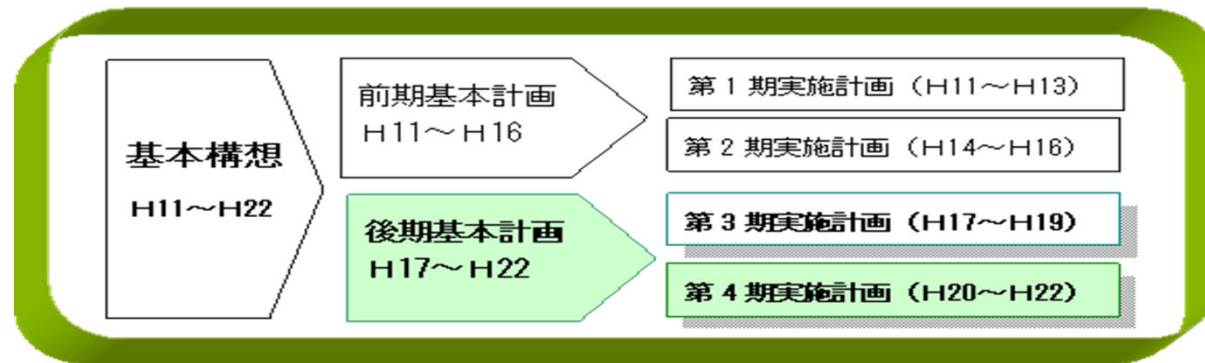 基本構想
H11～H22
前期基本計画
H11～H16
第1期実施計画（H11～H13）
第2期実施計画（H14～H16）
後期基本計画
H17～H22
第3期実施計画（H17～H19）
第4期実施計画（H20～H22）